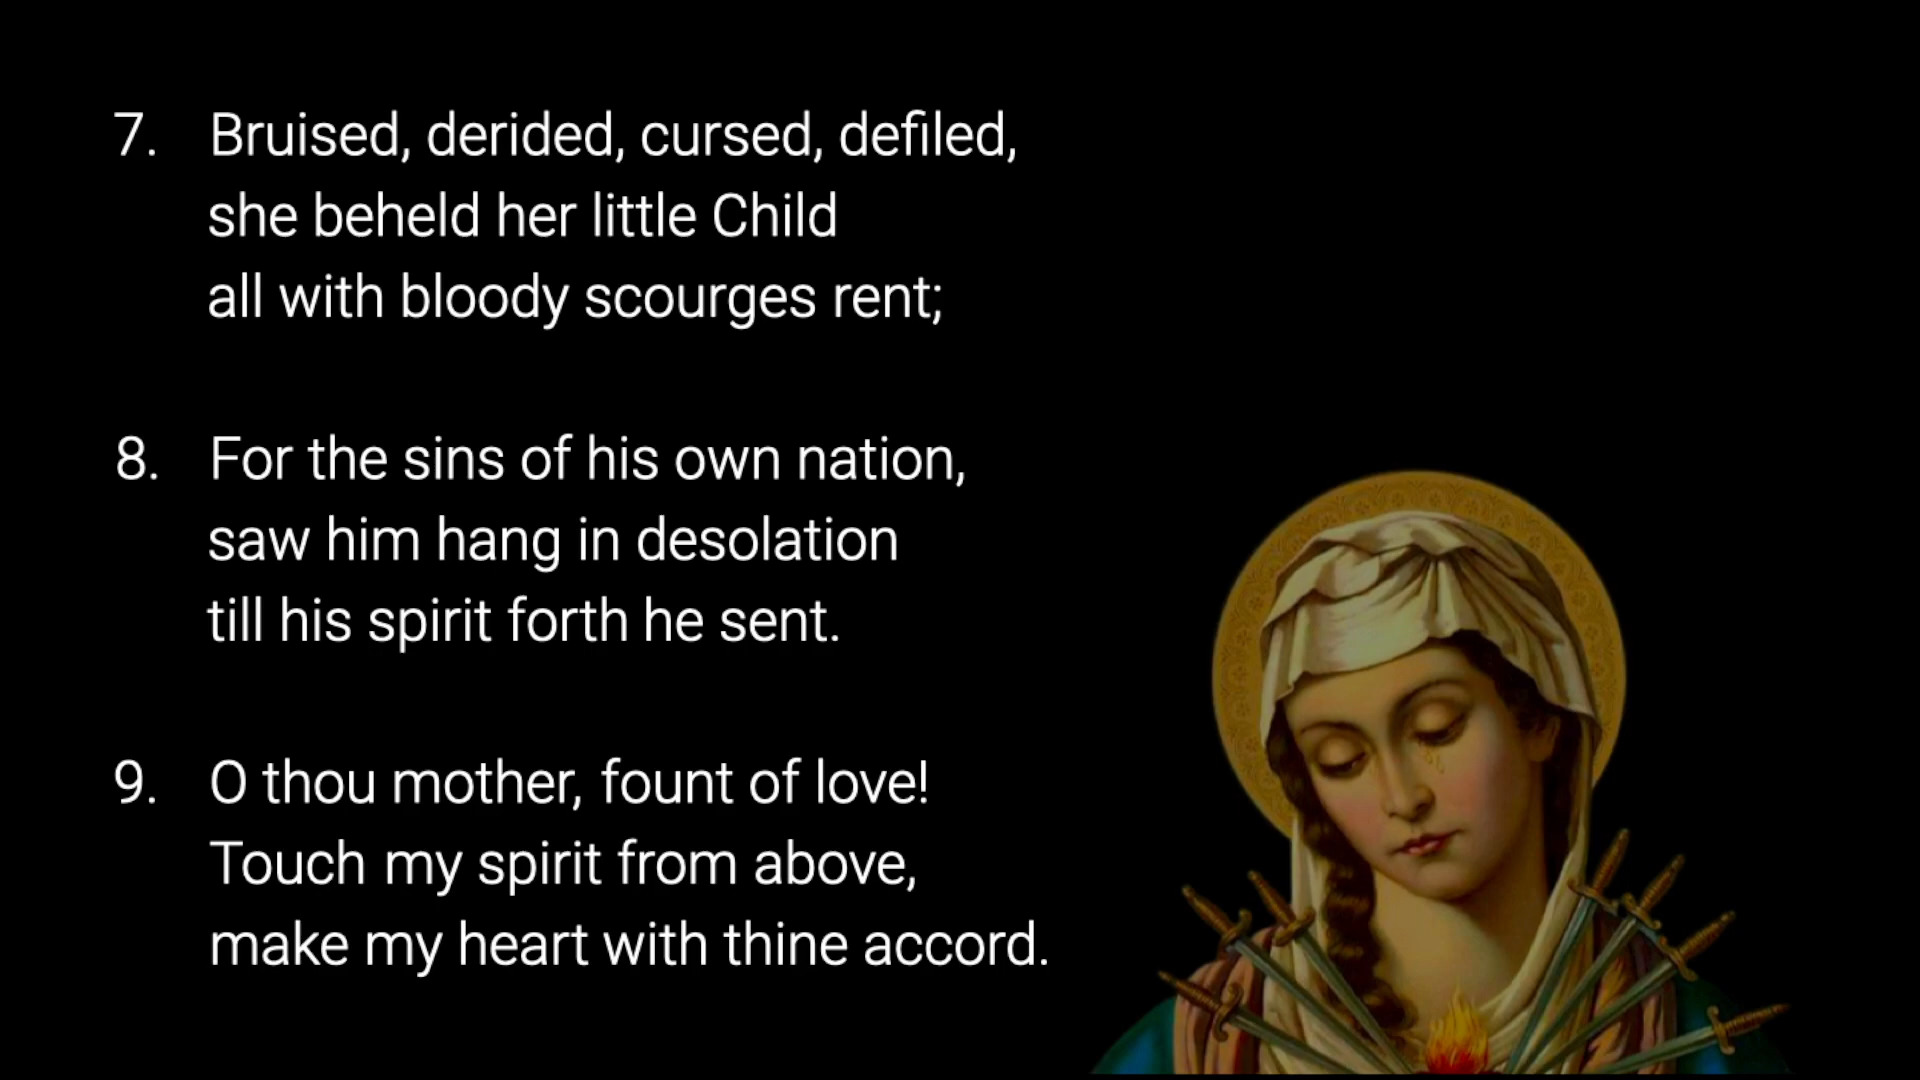 7. Bruised, derided, cursed, defiled,
she beheld her little Child
all with bloody scourges rent;
8. For the sins of his own nation,
saw him hang in desolation
till his spirit forth he sent.
9. O thou mother, fount of love!
Touch my spirit from above,
make my heart with thine accord.